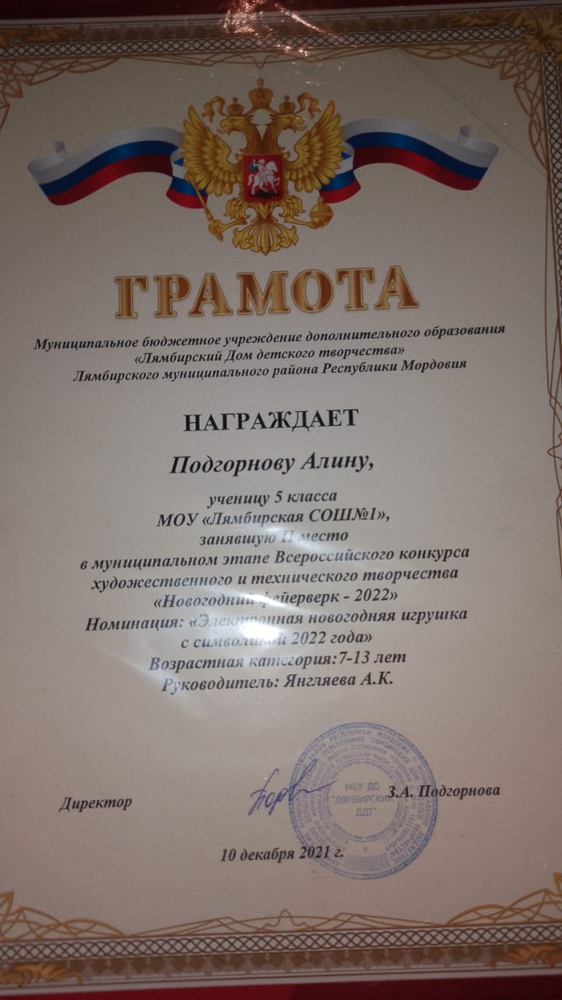 ГРАМОТА
Муниципальное бюджетное учреждение дополнительного образования
«Лямбирский Дом детского творчества»
Лямбирского муниципального района Республики Мордовия
НАГРАЖДАЕТ
Подгорнову Алину,
ученицу 5 класса
МОУ «Лямбирская СОШ№1»,
занявшую II место
в муниципальном этапе Всероссийского конкурса
художественного и технического творчества
«Новогодний фейерверк - 2022»
Номинация: «Электронная новогодняя игрушка
с символикой 2022 года»
Возрастная категория:7-13 лет
Руководитель: Янгляева А.К.
Директор
З.А. Подгорнова
МБУ ДО
"ЛЯМБИРСКИЙ
ДДТ"
10 декабря 2021 г.